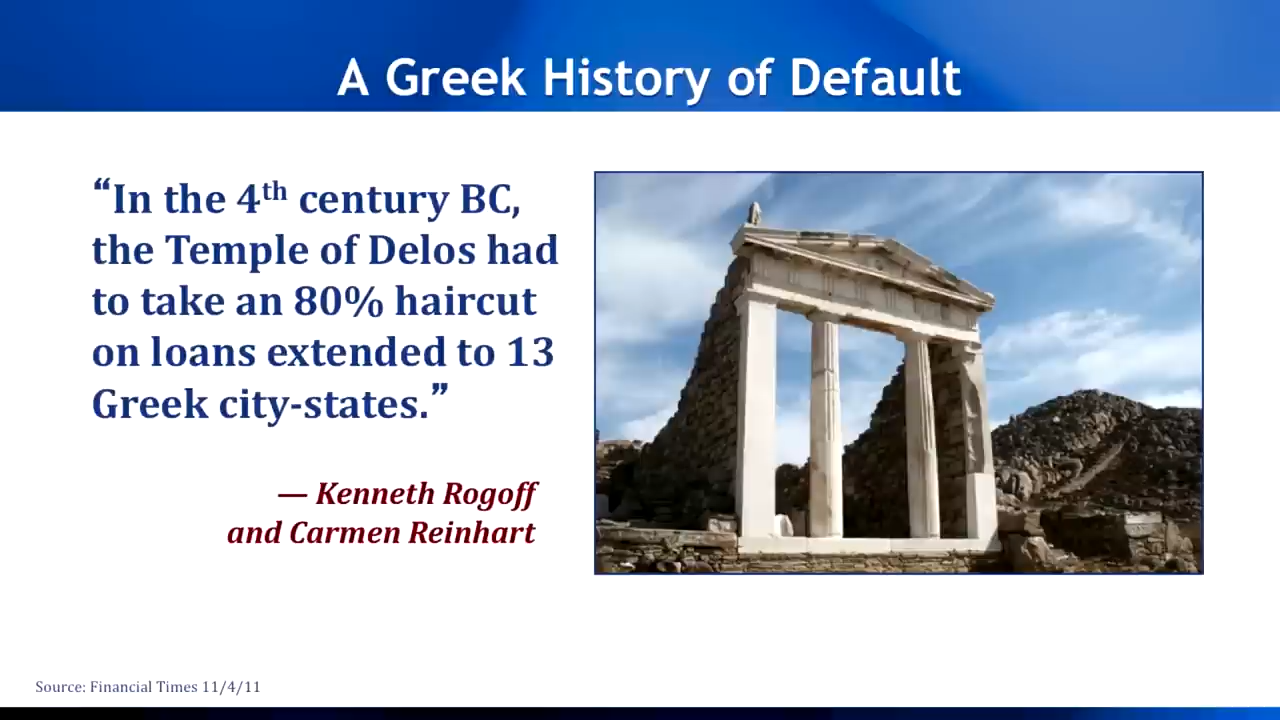 A Greek History of Default
“In the 4th century BC,
the Temple of Delos had
to take an 80% haircut
on loans extended to 13
Greek city-states.”
— Kenneth Rogoff
and Carmen Reinhart
Source: Financial Times 11/4/11